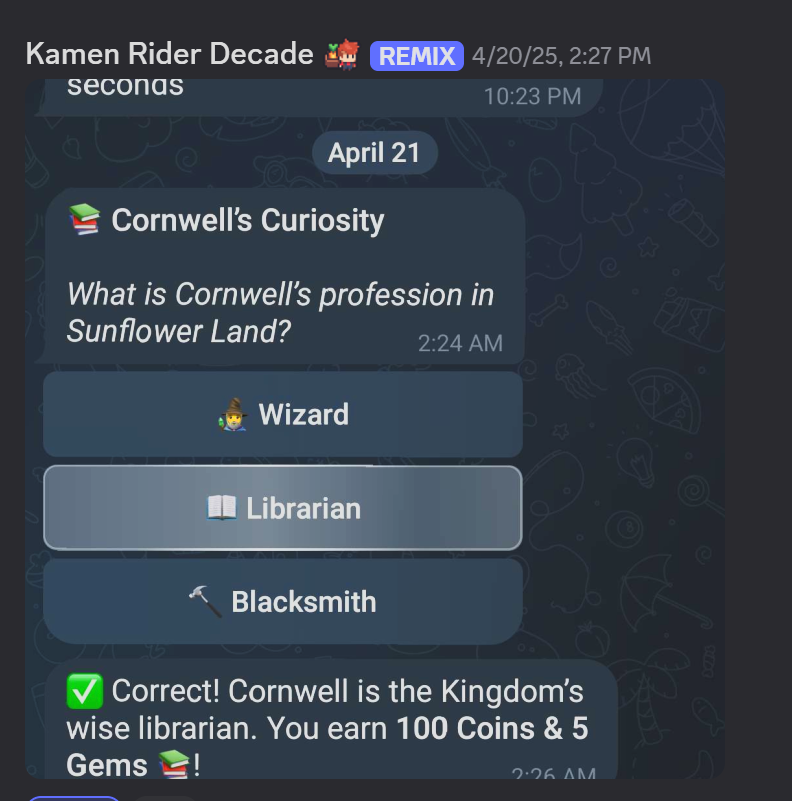 Kamen Rider Decade REMIX 4/20/25, 2:27 PM
seconds
10:23 PM
April 21
📚 Cornwell's Curiosity
What is Cornwell's profession in
Sunflower Land?
2:24 AM
Wizard
📖 Librarian
🔨 Blacksmith
✅ Correct! Cornwell is the Kingdom's
wise librarian. You earn 100 Coins & 5
Gems 📚!
2:26 AM